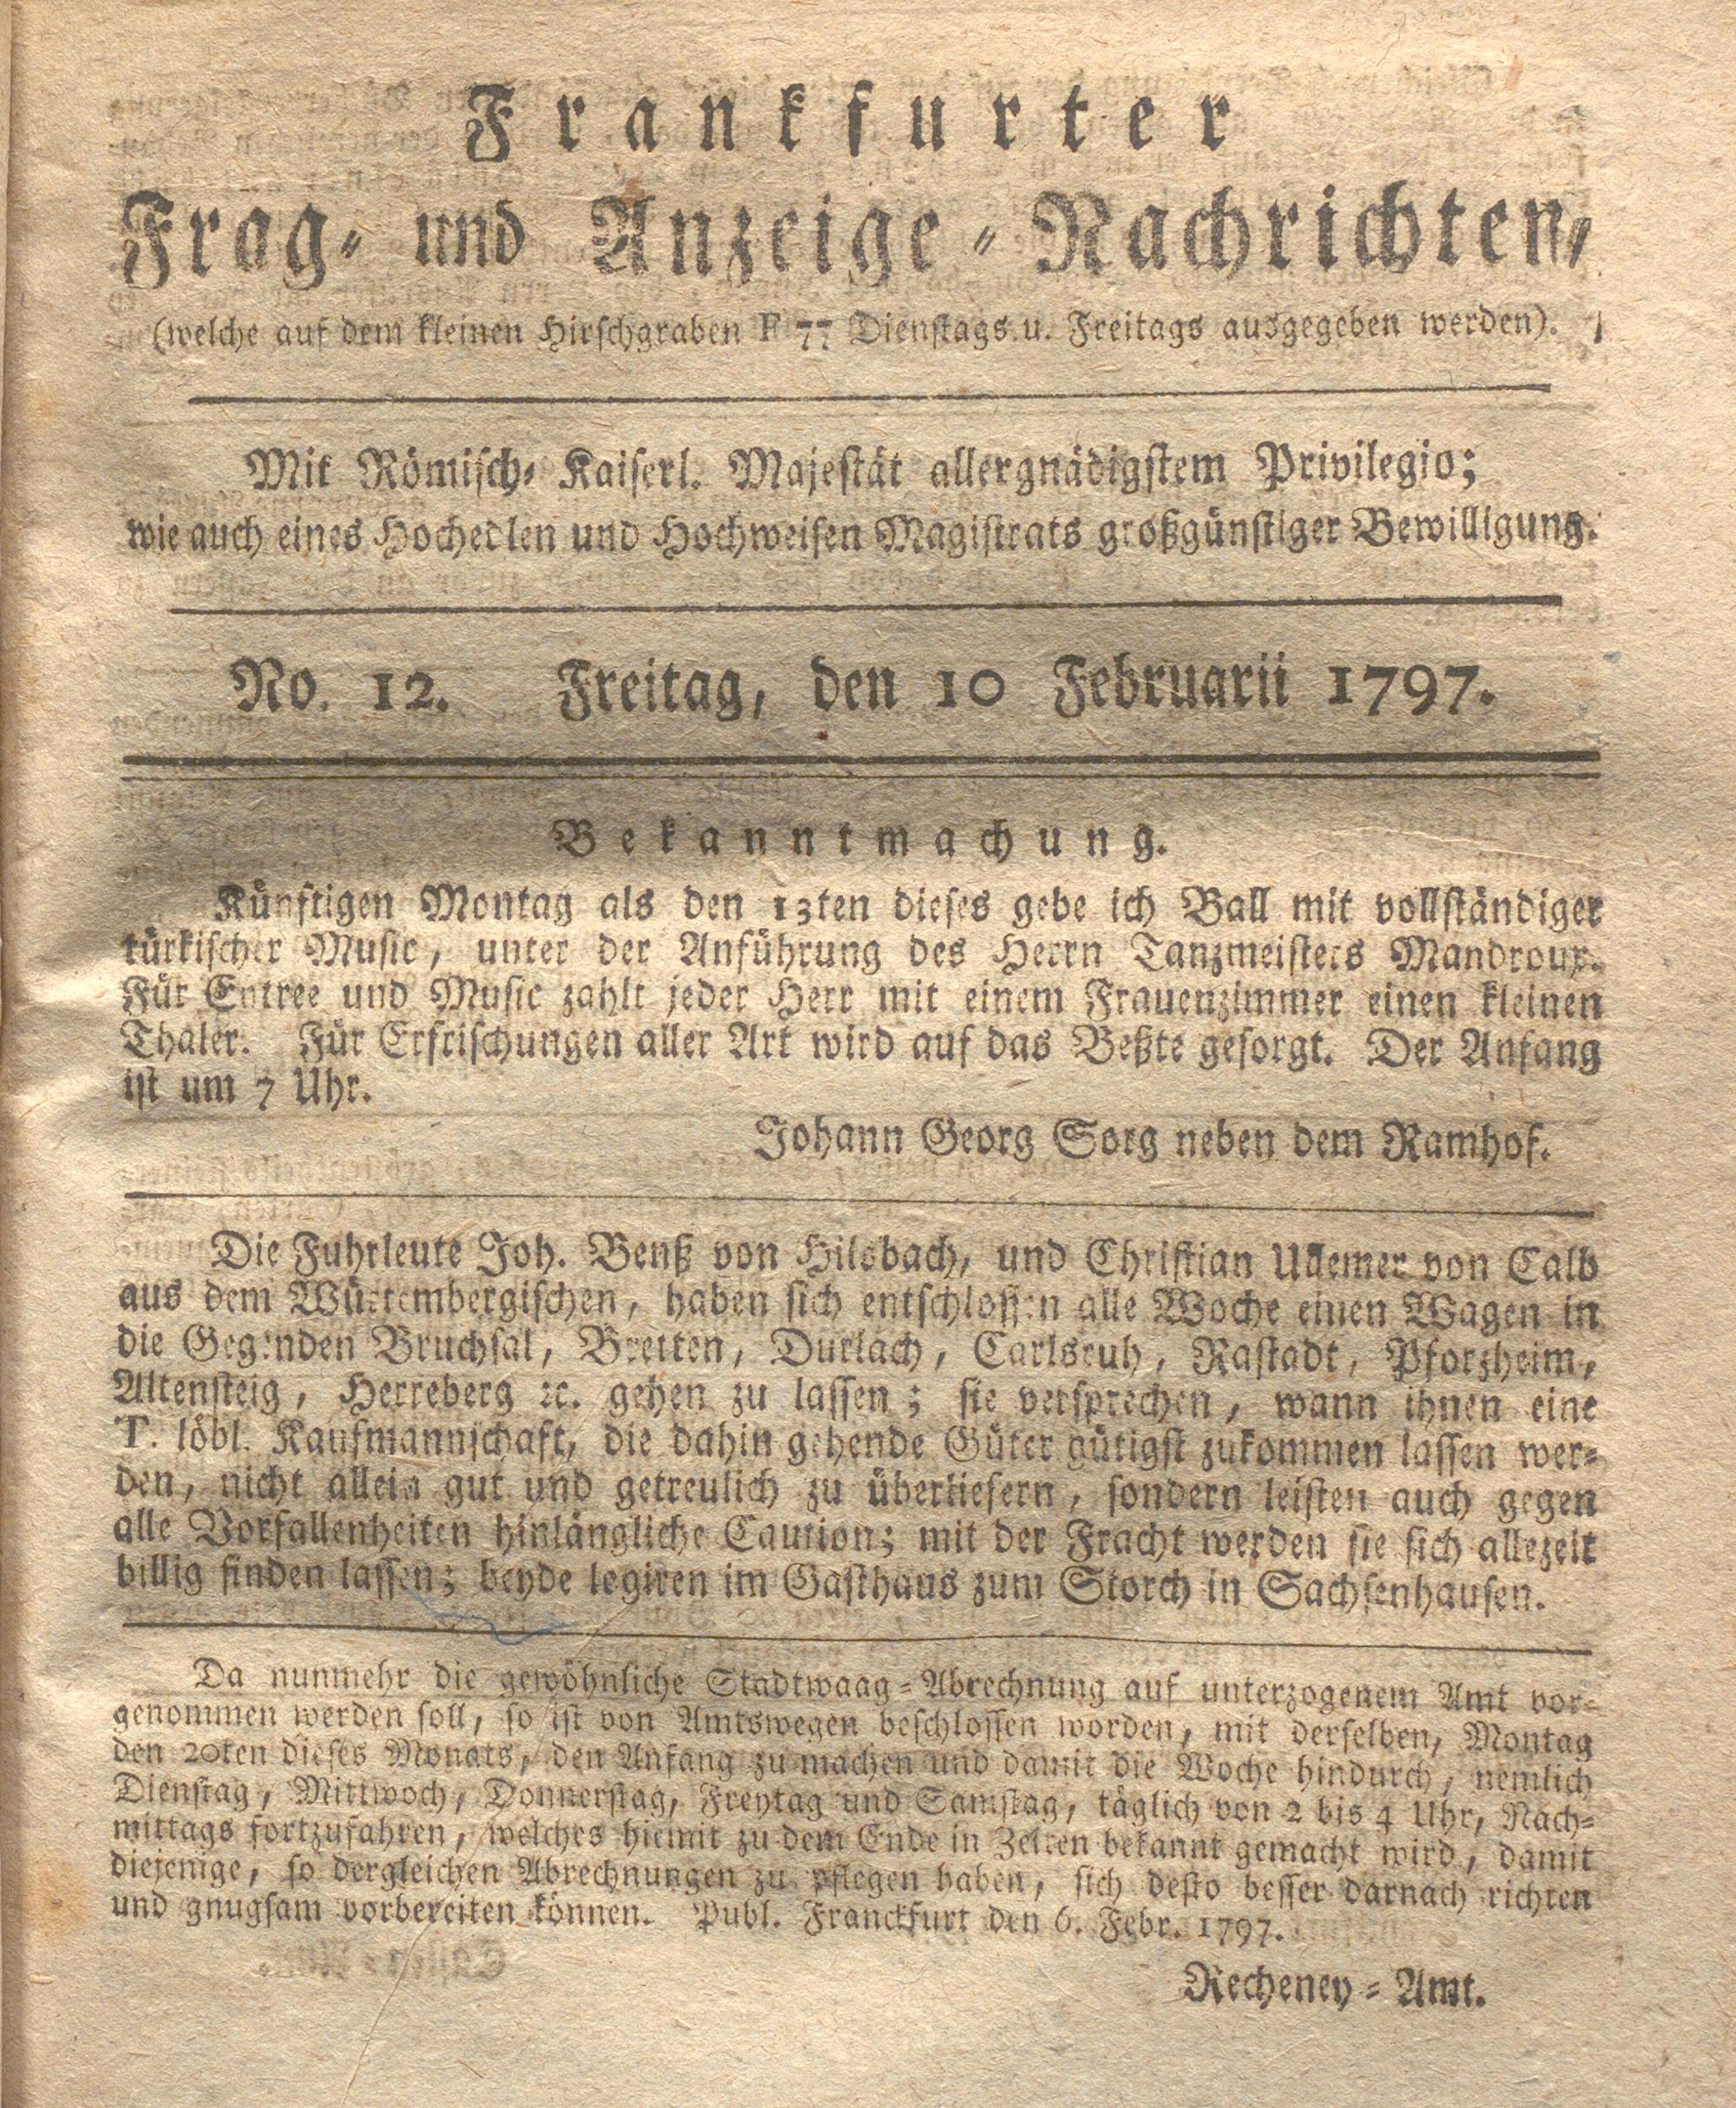 Frankfurter
Frag- und Anzeige-Nachrichten,
(welche auf dem kleinen Hirschgraben F 77 Dienstags u. Freitags ausgegeben werden).
Mit Römisch-Kaiserl. Majestät allergnädigstem Privilegio;
wie auch eines Hochedlen und Hochweisen Magistrats großgünstiger Bewilligung.
No. 12. Freitag, den 10 Februarii 1797.
Bekanntmachung.
Künftigen Montag als den 13ten dieses gebe ich Ball mit vollständiger
türkischer Music, unter der Anführung des Herrn Tanzmeisters Mandroux.
Für Entree und Music zahlt jeder Herr mit einem Frauenzimmer einen kleinen
Thaler. Für Erfrischungen aller Art wird auf das Beßte gesorgt. Der Anfang
ist um 7 Uhr.
Johann Georg Sorg neben dem Ramhof.
Die Fuhrleute Joh. Benß von Hilsbach, und Christian von Calb
aus dem Würtembergischen, haben sich entschlossen alle Woche einen Wagen in
die Gegenden Bruchsal, Bretten, Durlach, Carlsruh, Rastadt, Pforzheim,
Altensteig, Herreberg ꝛc. gehen zu lassen; sie versprechen, wann ihnen eine
T. löbl. Kaufmannschaft, die dahin gehende Güter gütigst zukommen lassen wer-
den, nicht allein gut und getreulich zu überliefern, sondern leisten auch gegen
alle Vorfallenheiten hinlängliche Caution; mit der Fracht werden sie sich allezeit
billig finden lassen; beyde logiren im Gasthaus zum Storch in Sachsenhausen.
Da nunmehr die gewöhnliche Stadtwaag-Abrechnung auf unterzogenem Amt vor-
genommen werden soll, so ist von Amtswegen beschlossen worden, mit derselben, Montag
den 20ten dieses Monats, den Anfang zu machen und damit die Woche hindurch, nemlich
Dienstag, Mittwoch, Donnerstag, Freytag und Samstag, täglich von 2 bis 4 Uhr, Nach-
mittags fortzufahren, welches hiemit zu dem Ende in Zeiten bekannt gemacht wird, damit
diejenige, so dergleichen Abrechnungen zu pflegen haben, sich desto besser darnach richten
und gnugsam vorbereiten können. Publ. Franckfurt den 6. Febr. 1797.
Recheney-Amt.